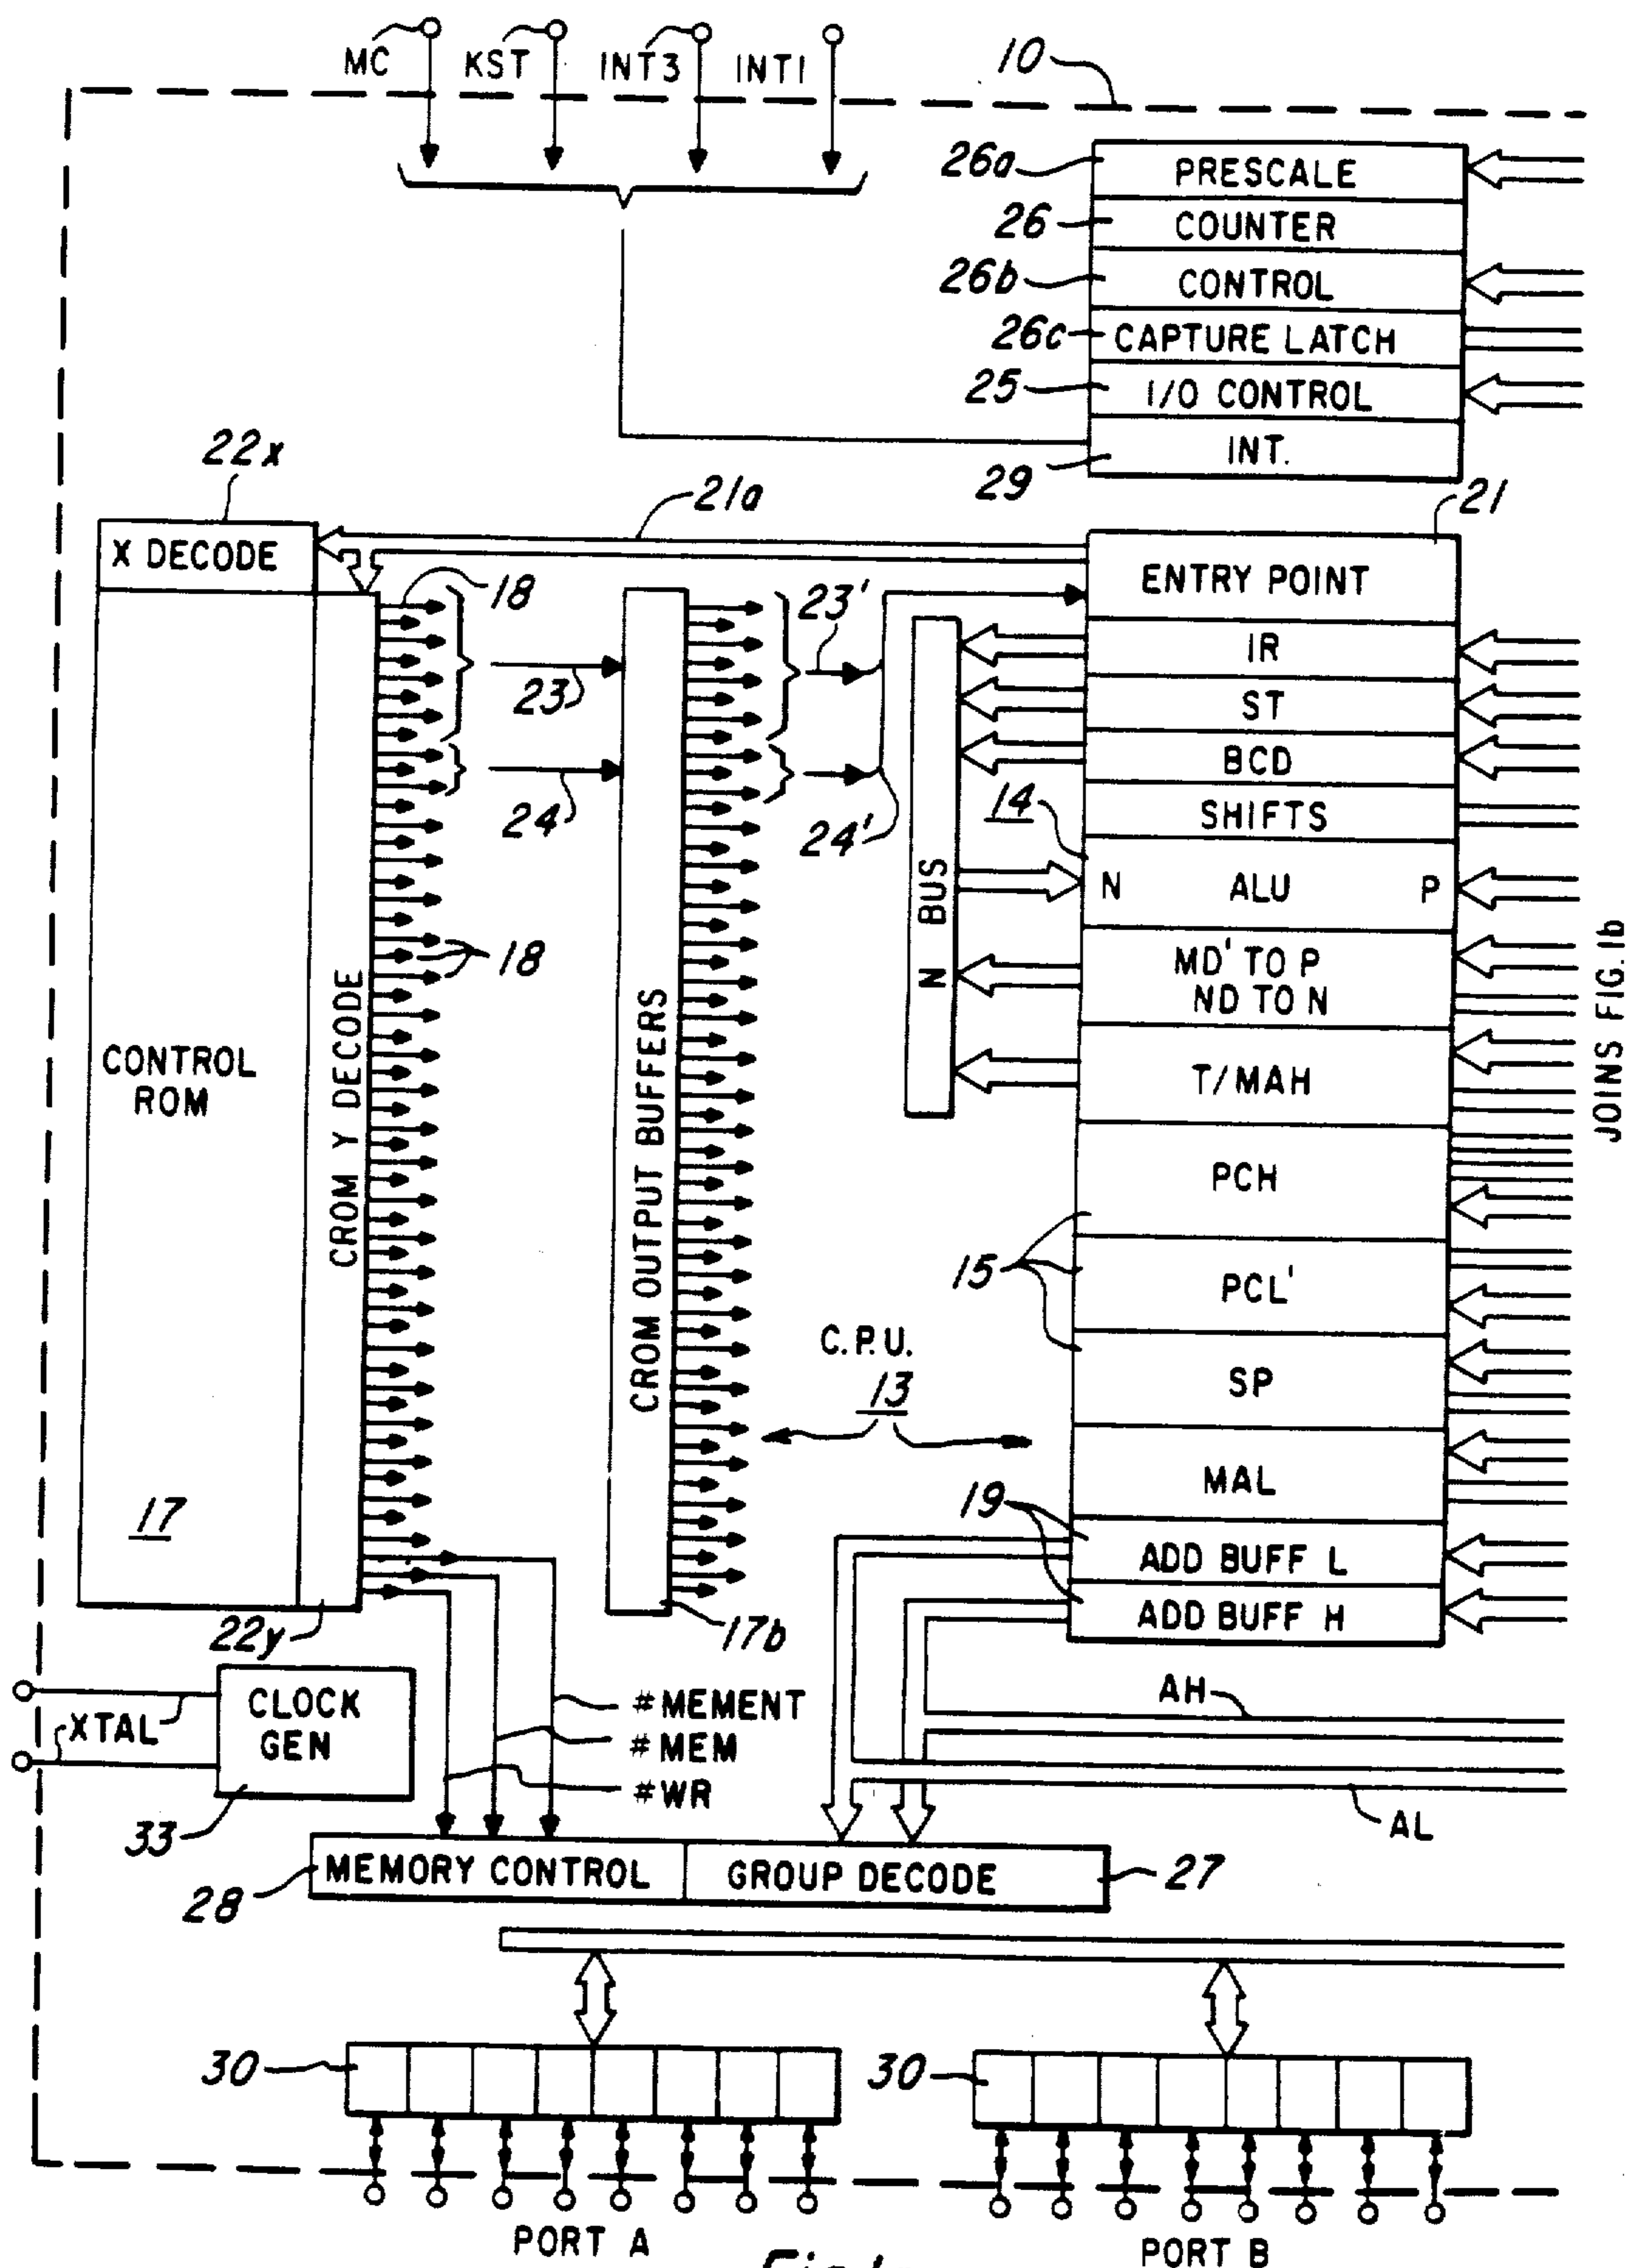 MC KST INT3 INT1
10
26a PRESCALE
26 COUNTER
26b CONTROL
26c CAPTURE LATCH
25 I/O CONTROL
INT.
29
22x
21a
21
X DECODE
ENTRY POINT
18
23'
IR
23
ST
BCD
24
24'
14
SHIFTS
N ALU P
N BUS
18
MD' TO P
ND TO N
JOINS FIG. 1b
CONTROL
ROM
CROM Y DECODE
CROM OUTPUT BUFFERS
T/MAH
PCH
15
PCL'
C.P.U.
13
SP
MAL
17
19
ADD BUFF L
ADD BUFF H
22y
17b
CLOCK
GEN
XTAL
#MEMENT
#MEM
#WR
AH
AL
33
28 MEMORY CONTROL GROUP DECODE 27
30 30
PORT A PORT B